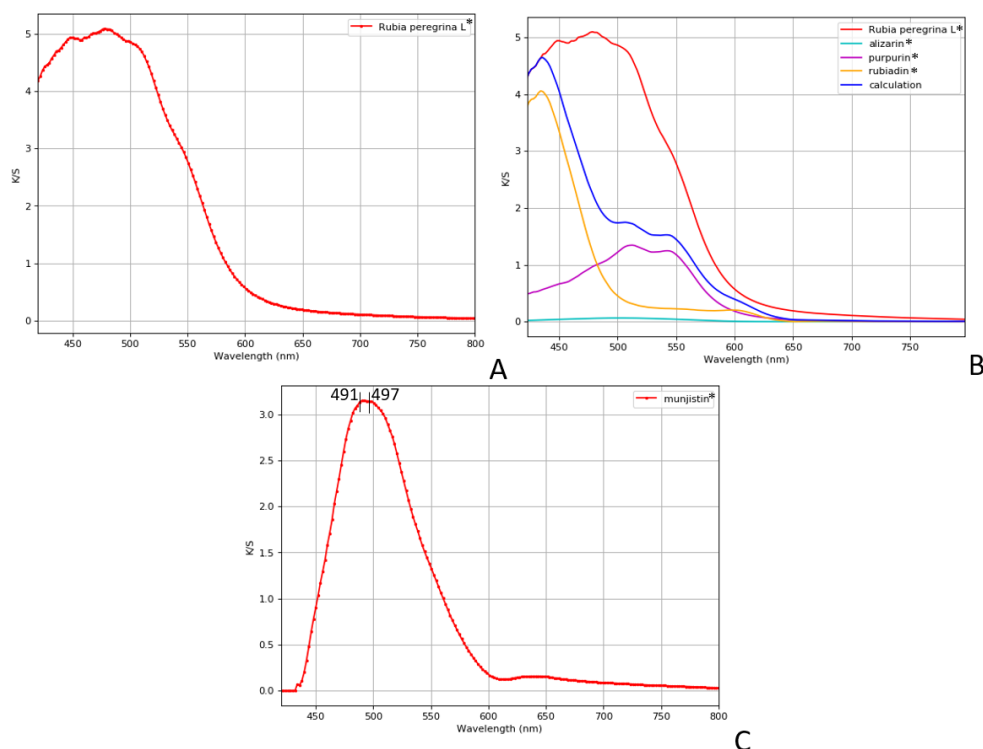 Rubia peregrina L*
5
4
3
2
1
0
K/S
450 500 550 600 650 700 750 800
Wavelength (nm)
A
Rubia peregrina L*
alizarin*
purpurin*
rubiadin*
calculation
5
4
3
2
1
0
K/S
450 500 550 600 650 700 750
Wavelength (nm)
B
491 497
munjistin*
3.0
2.5
2.0
1.5
1.0
0.5
0.0
K/S
450 500 550 600 650 700 750 800
Wavelength (nm)
C